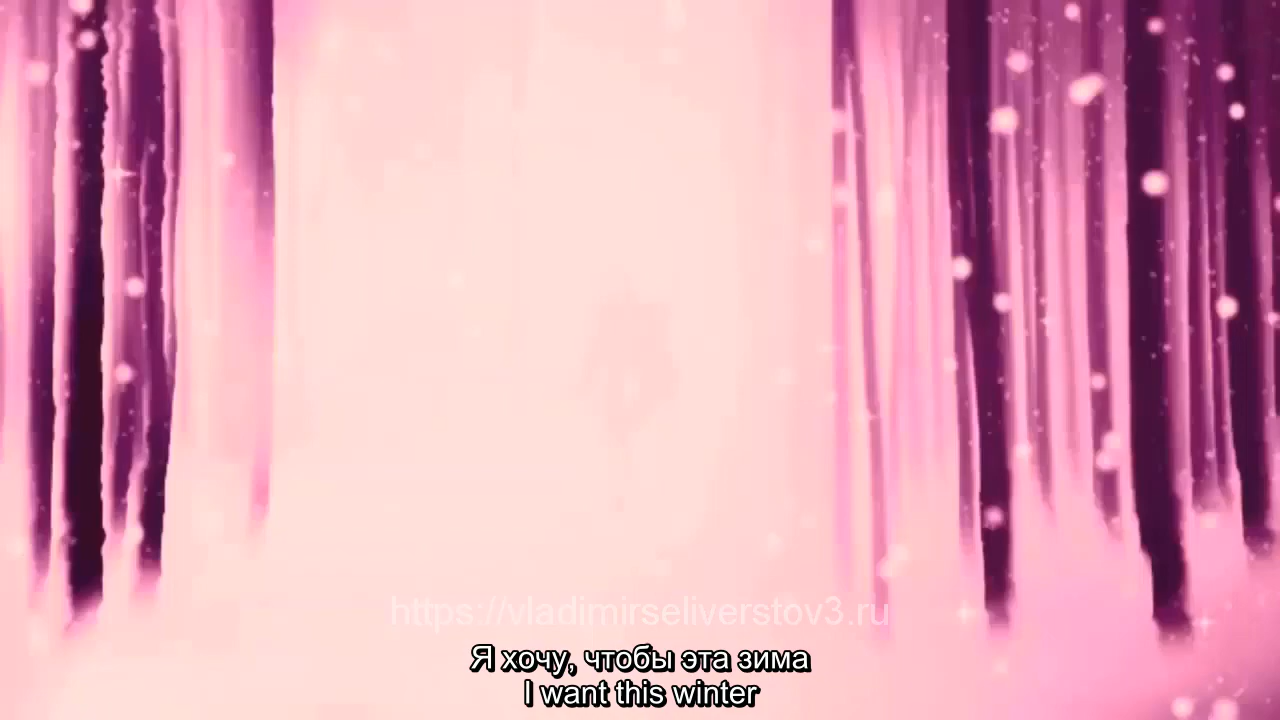 https://vladimirseliverstov3.ru
Я хочу, чтобы эта зима
I want this winter